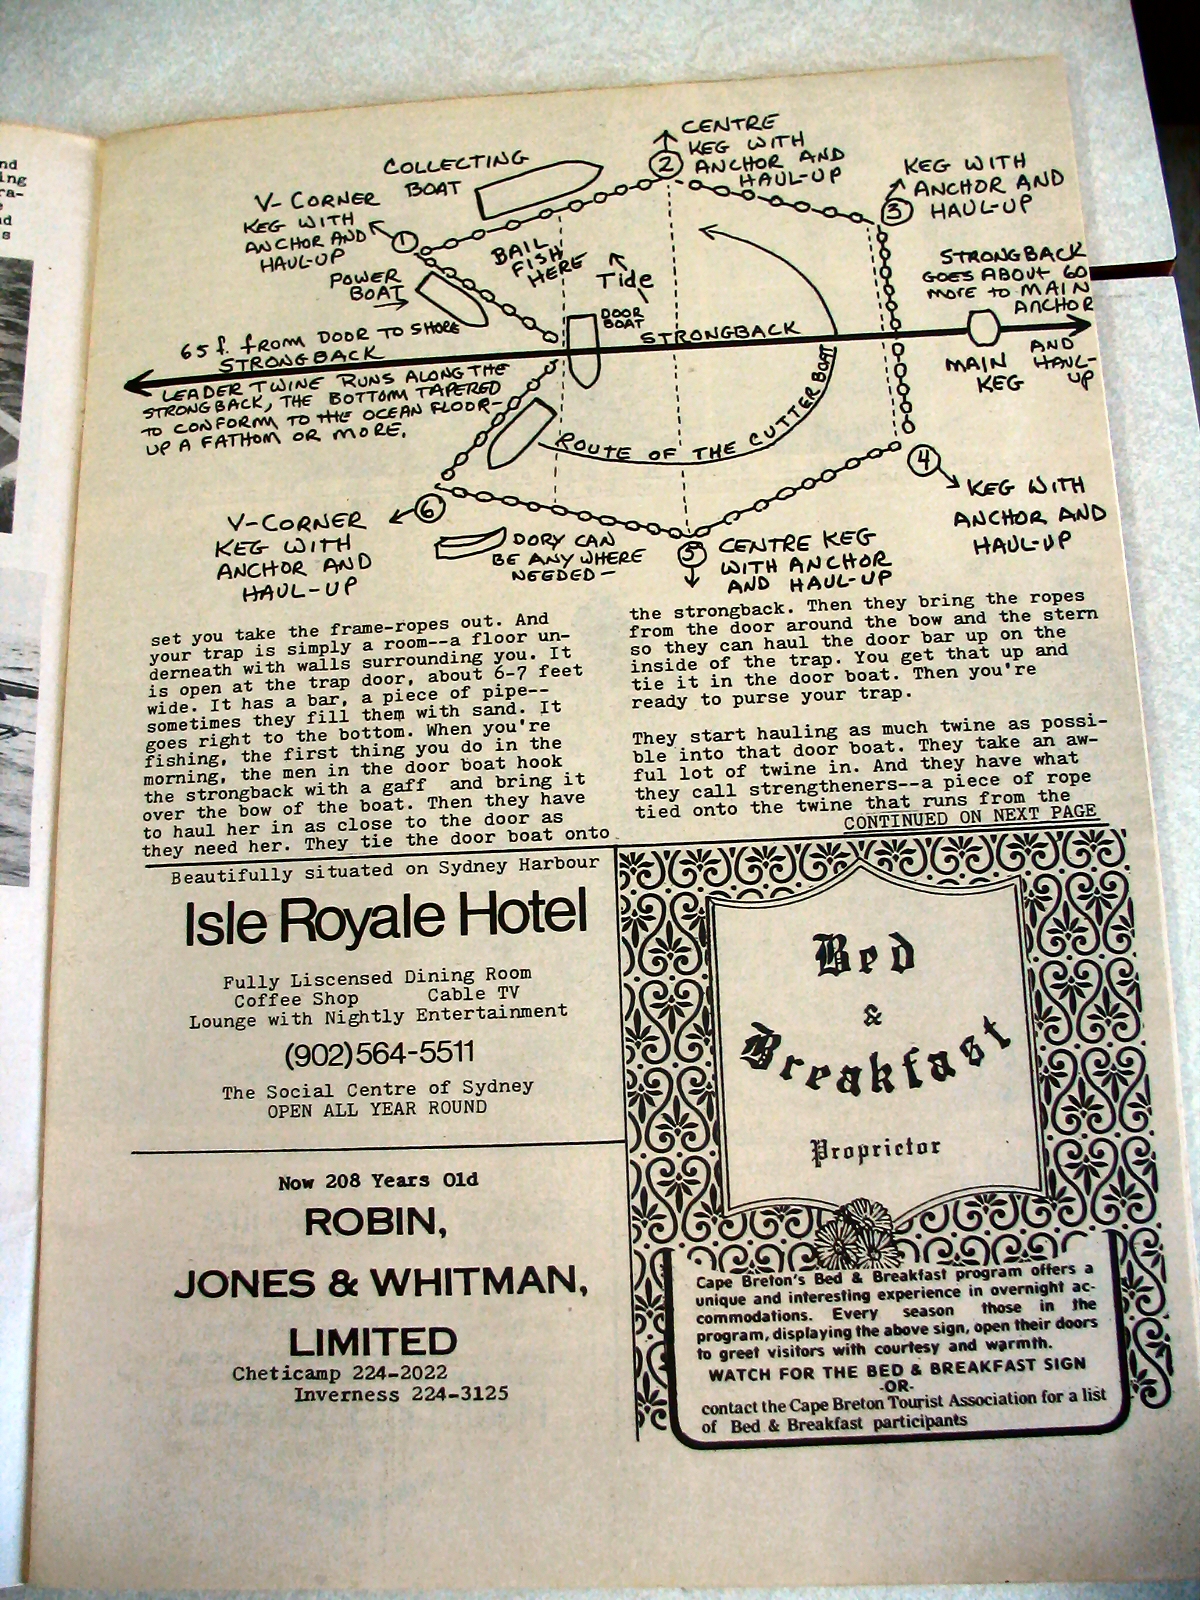 CENTRE
KEG WITH
ANCHOR AND
HAUL-UP
2
COLLECTING
BOAT
V-CORNER
KEG WITH
ANCHOR AND
HAUL-UP
1
KEG WITH
ANCHOR AND
HAUL-UP
3
POWER
BOAT
BAIL
FISH
HERE
Tide
DOOR
BOAT
STRONGBACK
GOES ABOUT 60
MORE TO MAIN
ANCHOR
AND
HAUL-
UP
MAIN
KEG
STRONGBACK
65 f. from DOOR TO SHORE
STRONGBACK
LEADER TWINE RUNS ALONG THE
STRONGBACK, THE BOTTOM TAPERED
TO CONFORM TO THE OCEAN FLOOR-
UP A FATHOM OR MORE.
ROUTE OF THE CUTTER BOAT
4
KEG WITH
ANCHOR AND
HAUL-UP
6
V-CORNER
KEG WITH
ANCHOR AND
HAUL-UP
DORY CAN
BE ANY WHERE
NEEDED—
5
CENTRE KEG
WITH ANCHOR
AND HAUL-UP
set you take the frame-ropes out. And
your trap is simply a room--a floor un-
derneath with walls surrounding you. It
is open at the trap door, about 6-7 feet
wide. It has a bar, a piece of pipe--
sometimes they fill them with sand. It
goes right to the bottom. When you're
fishing, the first thing you do in the
morning, the men in the door boat hook
the strongback with a gaff and bring it
over the bow of the boat. Then they have
to haul her in as close to the door as
they need her. They tie the door boat onto
the strongback. Then they bring the ropes
from the door around the bow and the stern
so they can haul the door bar up on the
inside of the trap. You get that up and
tie it in the door boat. Then you're
ready to purse your trap.
They start hauling as much twine as possi-
ble into that door boat. They take an aw-
ful lot of twine in. And they have what
they call strengtheners--a piece of rope
tied onto the twine that runs from the
CONTINUED ON NEXT PAGE
Beautifully situated on Sydney Harbour
Isle Royale Hotel
Fully Liscensed Dining Room
Coffee Shop Cable TV
Lounge with Nightly Entertainment
(902)564-5511
The Social Centre of Sydney
OPEN ALL YEAR ROUND
Now 208 Years Old
ROBIN,
JONES & WHITMAN,
LIMITED
Cheticamp 224-2022
Inverness 224-3125
Bed
&
Breakfast
Proprietor
Cape Breton's Bed & Breakfast program offers a
unique and interesting experience in overnight ac-
commodations. Every season those in the
program, displaying the above sign, open their doors
to greet visitors with courtesy and warmth.
WATCH FOR THE BED & BREAKFAST SIGN
-OR-
contact the Cape Breton Tourist Association for a list
of Bed & Breakfast participants